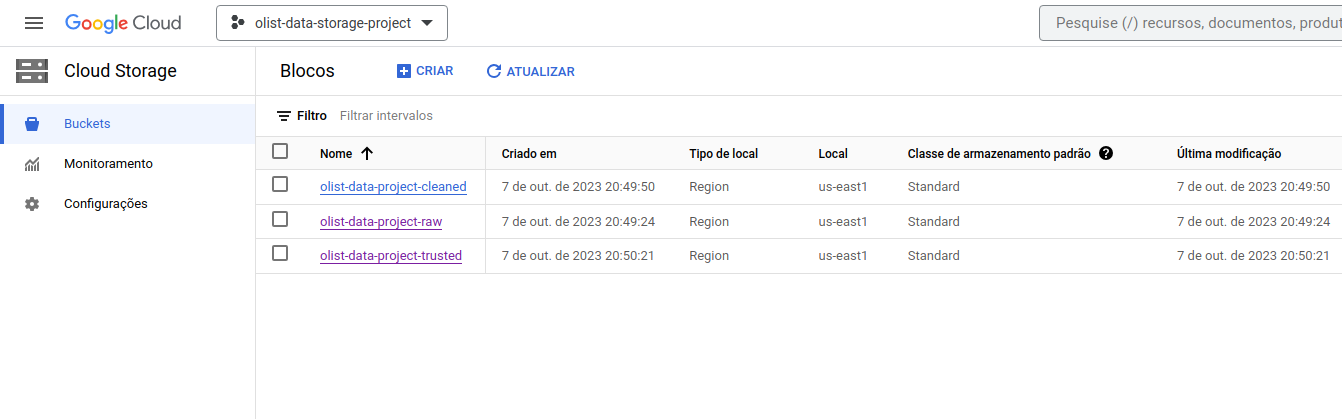 Google Cloud
olist-data-storage-project
Pesquise (/) recursos, documentos,
Cloud Storage
Blocos
CRIAR
ATUALIZAR
Buckets
Monitoramento
Configurações
Filtro Filtrar intervalos
Nome Criado em Tipo de local Local Classe de armazenamento padrão ? Última modificação
olist-data-project-cleaned 7 de out. de 2023 20:49:50 Region us-east1 Standard 7 de out. de 2023 20:49:50
olist-data-project-raw 7 de out. de 2023 20:49:24 Region us-east1 Standard 7 de out. de 2023 20:49:24
olist-data-project-trusted 7 de out. de 2023 20:50:21 Region us-east1 Standard 7 de out. de 2023 20:50:21